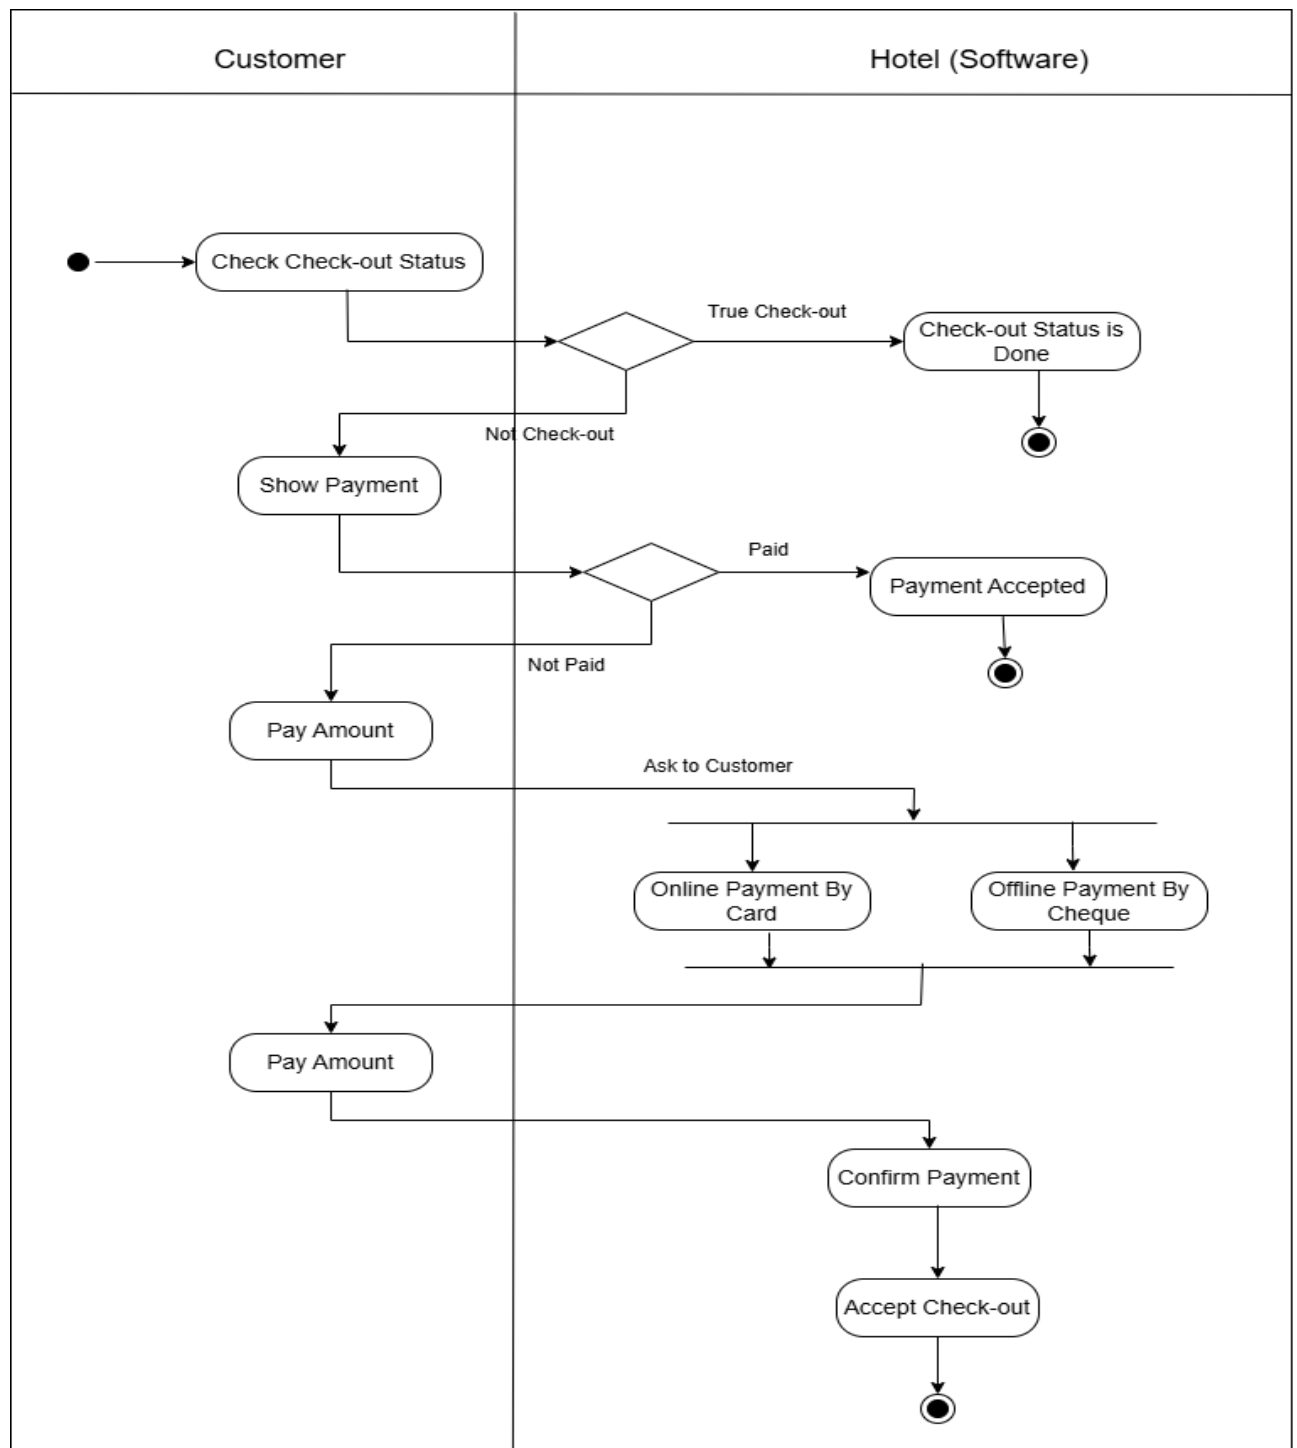 Customer
Hotel (Software)
Check Check-out Status
True Check-out
Check-out Status is
Done
Not Check-out
Show Payment
Paid
Payment Accepted
Not Paid
Pay Amount
Ask to Customer
Online Payment By
Card
Offline Payment By
Cheque
Pay Amount
Confirm Payment
Accept Check-out